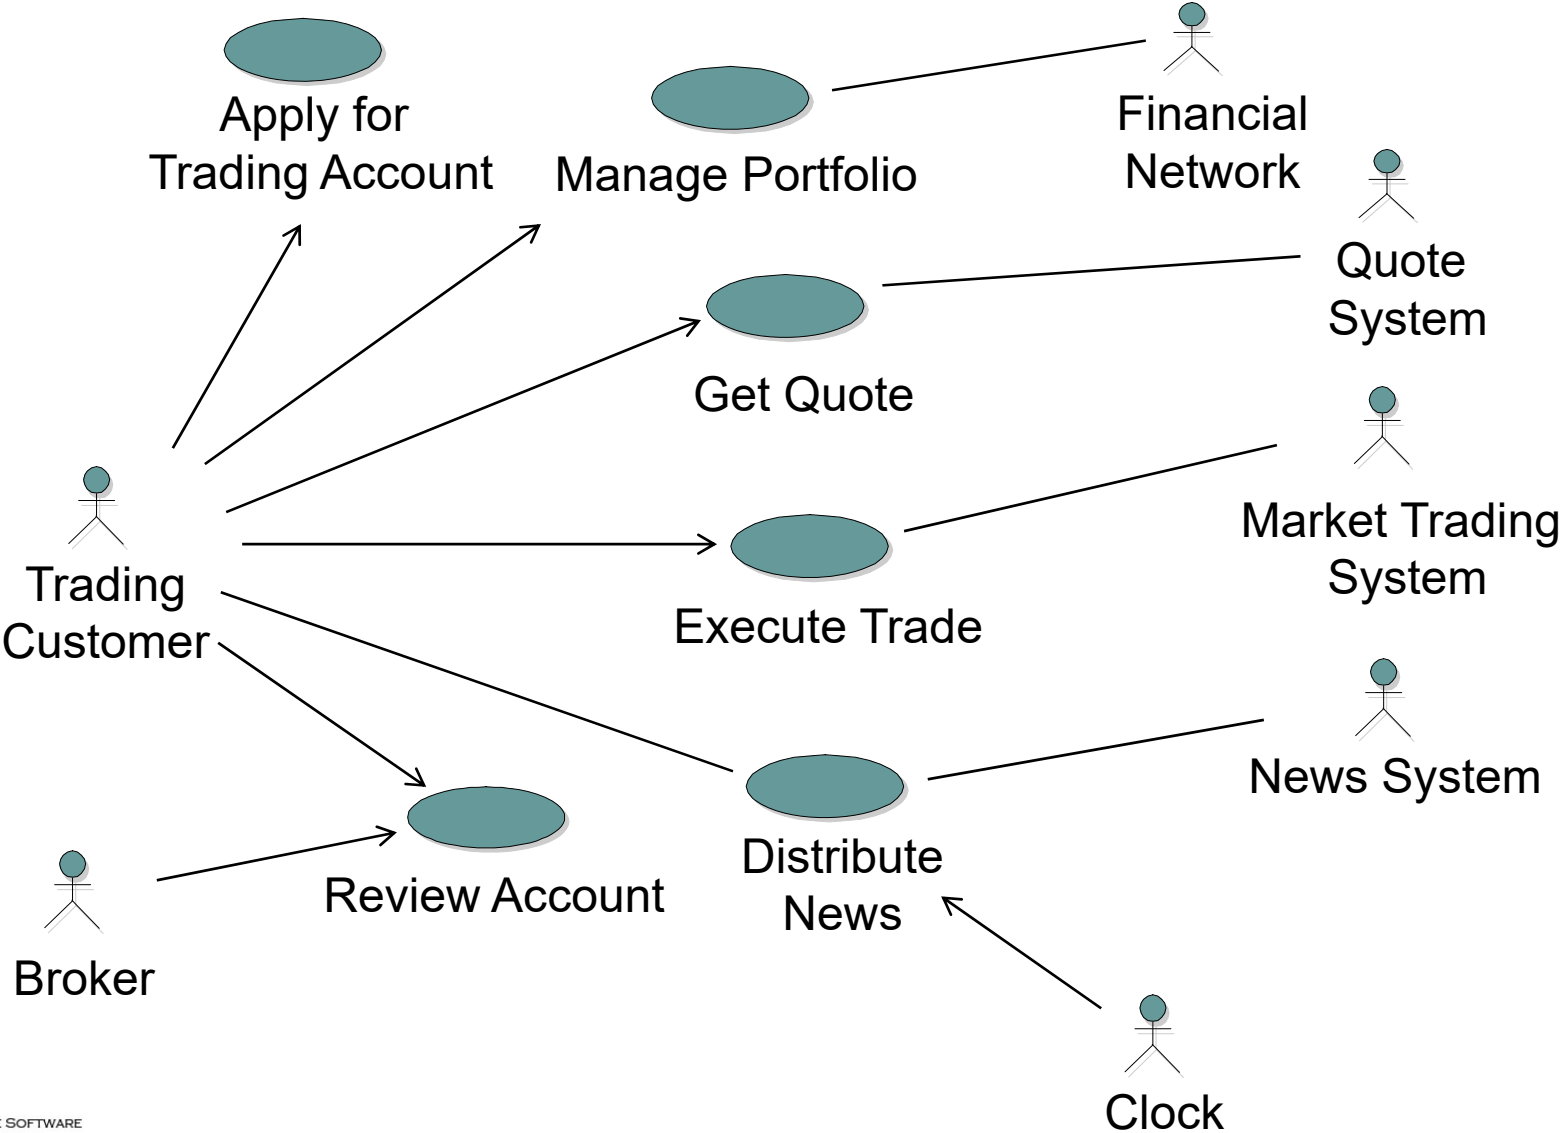 Apply for
Trading Account
Manage Portfolio
Financial
Network
Quote
System
Get Quote
Market Trading
System
Trading
Customer
Execute Trade
News System
Distribute
News
Review Account
Broker
Clock
SOFTWARE